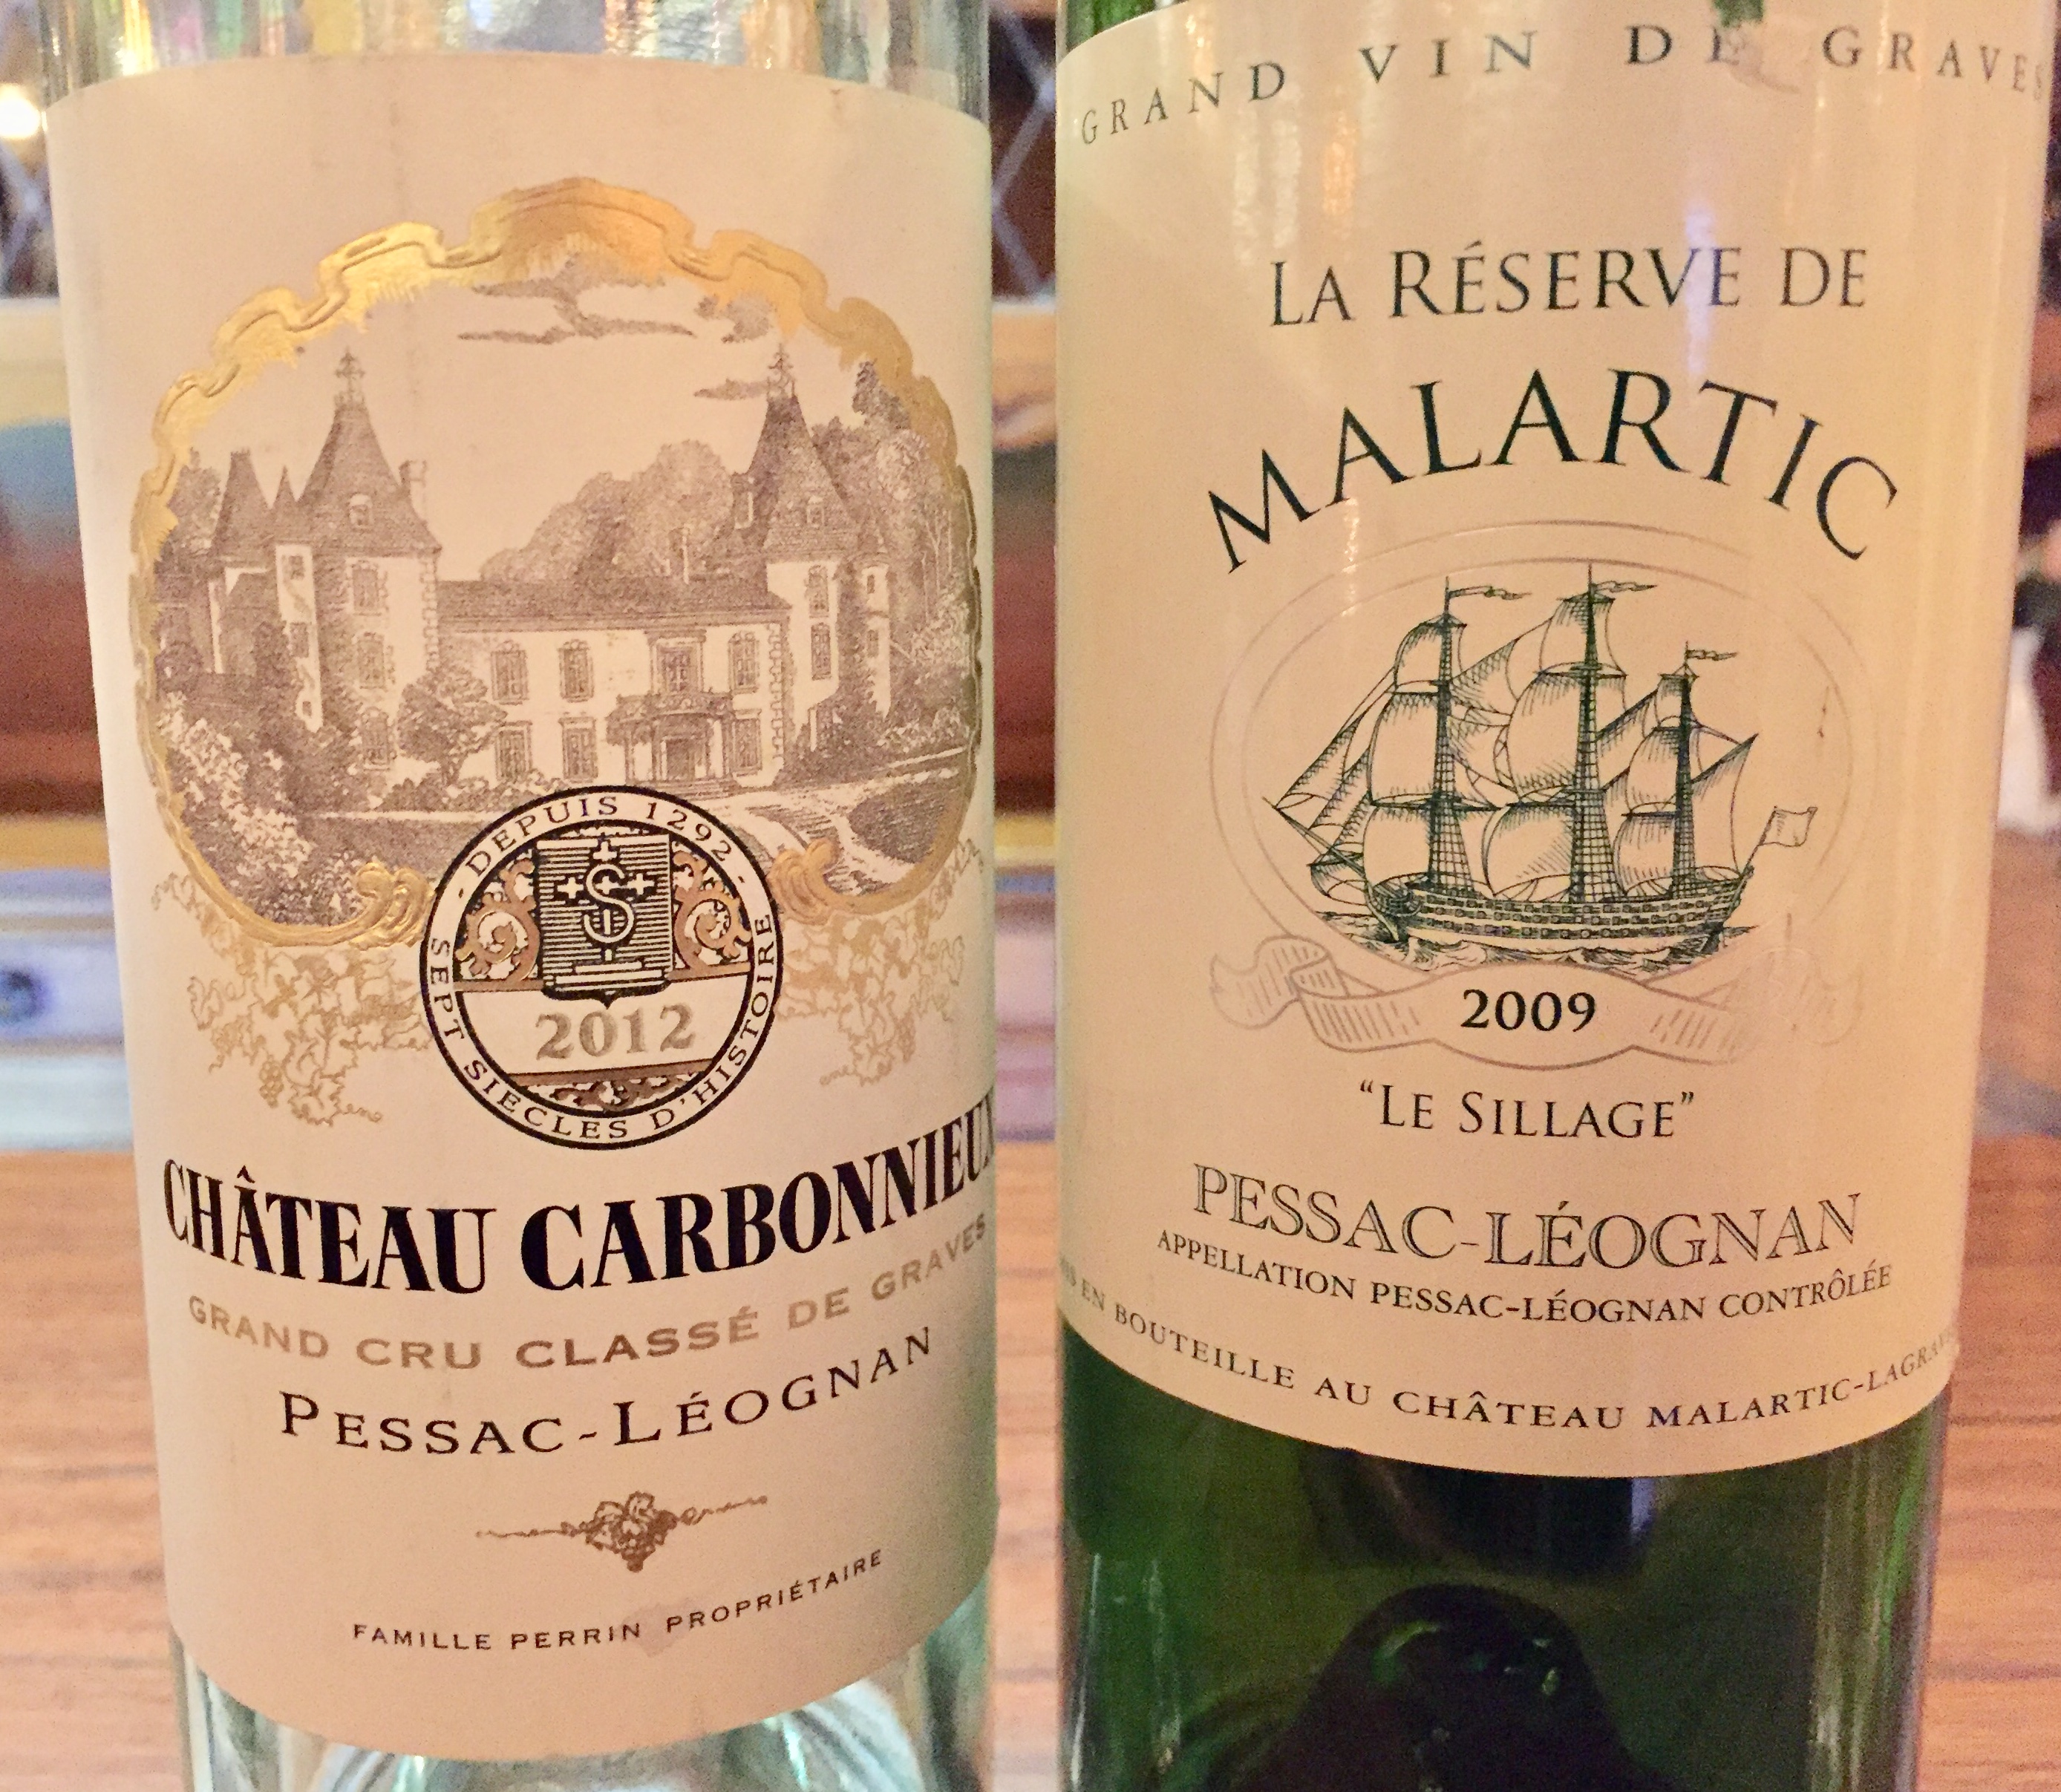 - DEPUIS 1292 -
SEPT SIECLES D'HISTOIRE
2012
CHÂTEAU CARBONNIEUX
GRAND CRU CLASSÉ DE GRAVES
PESSAC-LÉOGNAN
FAMILLE PERRIN PROPRIÉTAIRE
GRAND VIN DE GRAVES
LA RÉSERVE DE
MALARTIC
2009
"LE SILLAGE"
PESSAC-LÉOGNAN
APPELLATION PESSAC-LÉOGNAN CONTRÔLÉE
EN BOUTEILLE AU CHÂTEAU MALARTIC-LAGRAV